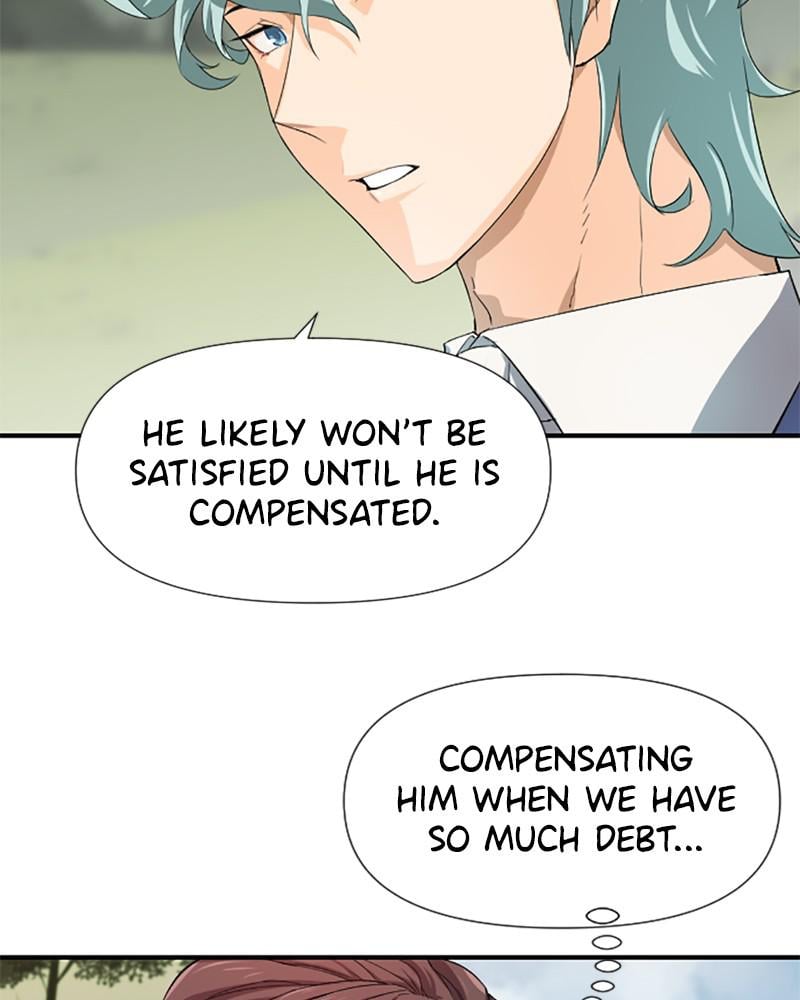 HE LIKELY WON'T BE
SATISFIED UNTIL HE IS
COMPENSATED.
COMPENSATING
HIM WHEN WE HAVE
SO MUCH DEBT...